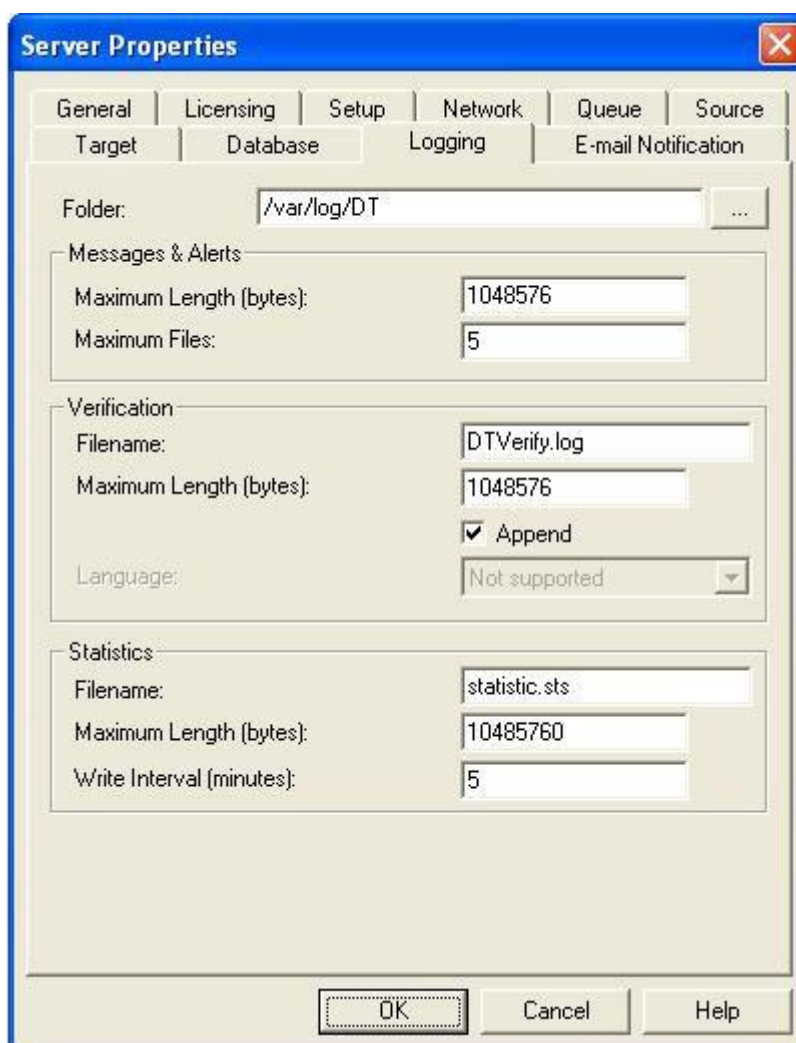 Server Properties
General Licensing Setup Network Queue Source
Target Database Logging E-mail Notification
Folder: /var/log/DT ...
Messages & Alerts
Maximum Length (bytes): 1048576
Maximum Files: 5
Verification
Filename: DTVerify.log
Maximum Length (bytes): 1048576
Append
Language: Not supported
Statistics
Filename: statistic.sts
Maximum Length (bytes): 10485760
Write Interval (minutes): 5
OK Cancel Help